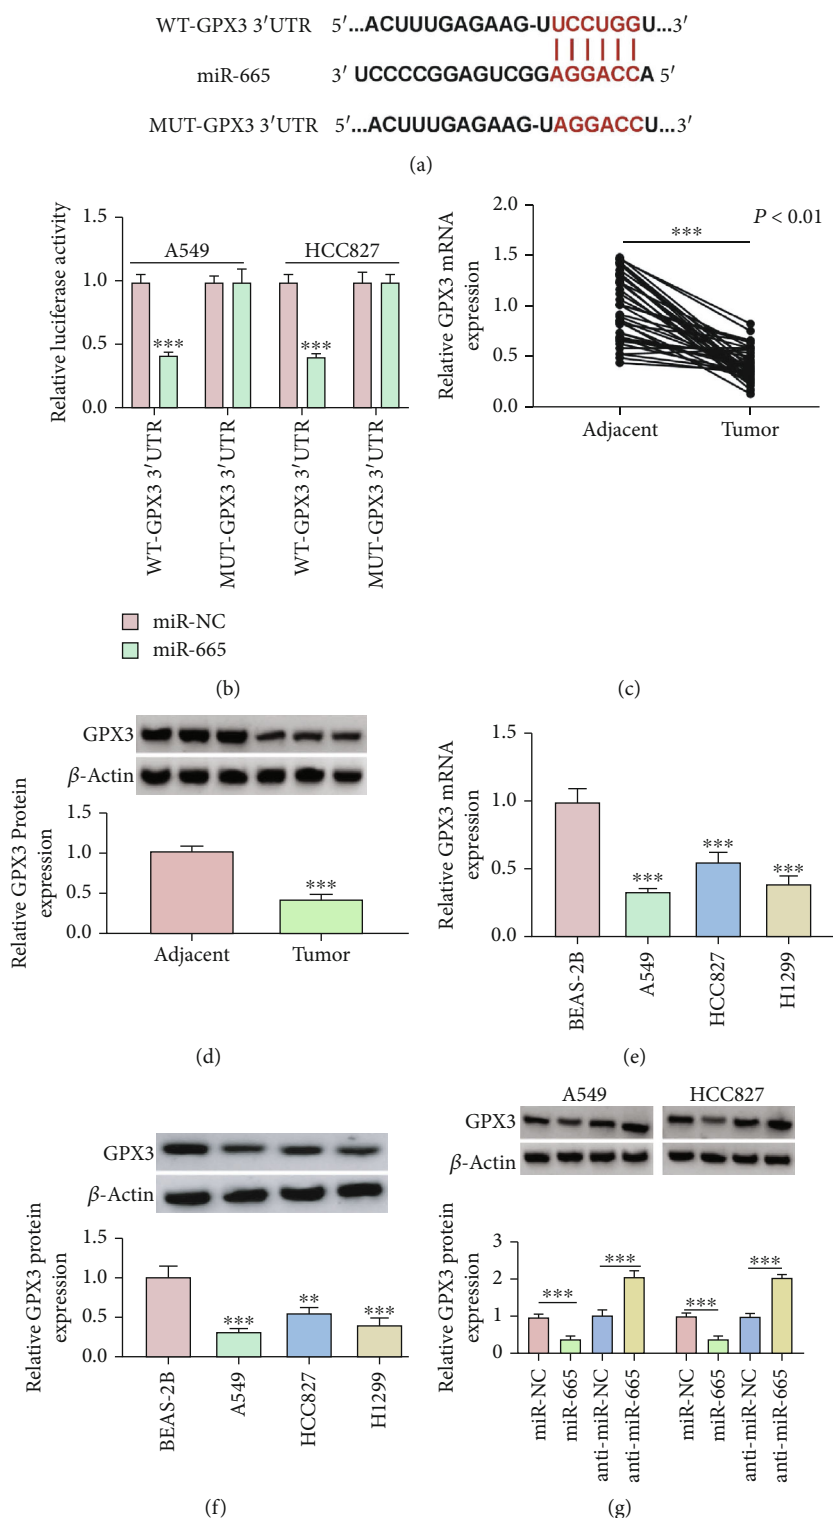 WT-GPX3 3′UTR 5′...ACUUUGAGAAG-UUCCUGGU...3′
miR-665 3′ UCCCCGGAGUCGGAGGACCA 5′
MUT-GPX3 3′UTR 5′...ACUUUGAGAAG-UAGGACCU...3′
(a)
Relative luciferase activity
1.5
1.0
0.5
0.0
A549
HCC827
***
***
WT-GPX3 3′UTR
MUT-GPX3 3′UTR
WT-GPX3 3′UTR
MUT-GPX3 3′UTR
miR-NC
miR-665
(b)
Relative GPX3 mRNA
expression
2.0
1.5
1.0
0.5
0.0
***
P < 0.01
Adjacent
Tumor
(c)
GPX3
β-Actin
Relative GPX3 Protein
expression
1.5
1.0
0.5
0.0
***
Adjacent
Tumor
(d)
Relative GPX3 mRNA
expression
1.5
1.0
0.5
0.0
***
***
***
BEAS-2B
A549
HCC827
H1299
(e)
GPX3
β-Actin
Relative GPX3 protein
expression
1.5
1.0
0.5
0.0
***
**
***
BEAS-2B
A549
HCC827
H1299
(f)
A549
HCC827
GPX3
β-Actin
Relative GPX3 protein
expression
3
2
1
0
***
***
***
***
miR-NC
miR-665
anti-miR-NC
anti-miR-665
miR-NC
miR-665
anti-miR-NC
anti-miR-665
(g)